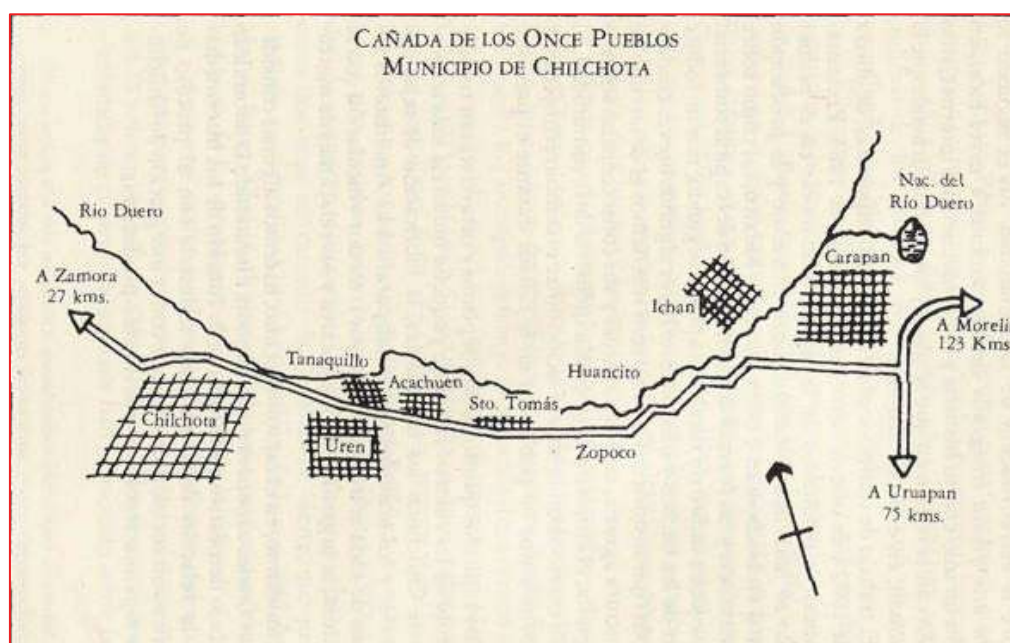 CAÑADA DE LOS ONCE PUEBLOS
MUNICIPIO DE CHILCHOTA
Río Duero
Nac. del
Río Duero
A Zamora
27 kms.
Carapan
Ichan
A Moreli
123 Kms
Tanaquillo
Acachuen
Huancito
Sto. Tomás
Chilchota
Uren
Zopoco
A Uruapan
75 kms.